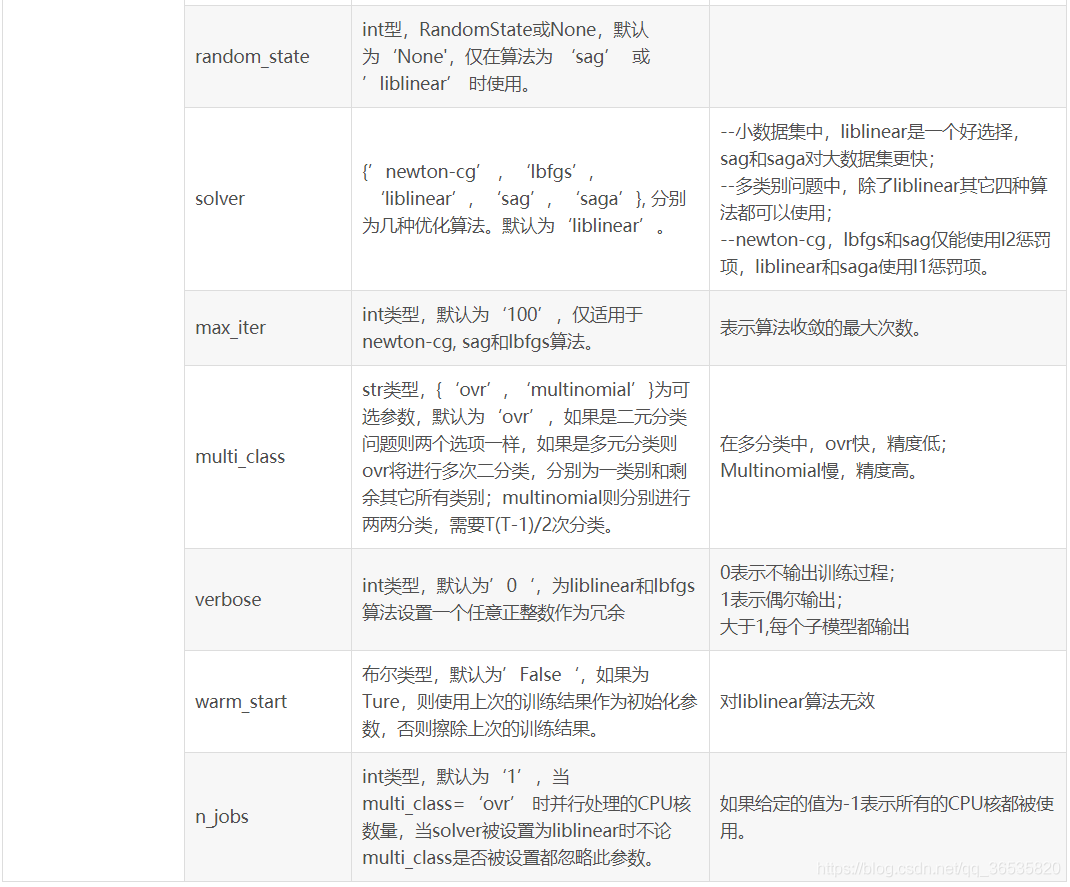 random_state
int型，RandomState或None，默认
为‘None'，仅在算法为 ‘sag’ 或
’liblinear’ 时使用。
solver
{’newton-cg’ ，‘lbfgs’，
‘liblinear’，‘sag’，‘saga’}, 分别
为几种优化算法。默认为‘liblinear’。
--小数据集中，liblinear是一个好选择，
sag和saga对大数据集更快；
--多类别问题中，除了liblinear其它四种算
法都可以使用；
--newton-cg，lbfgs和sag仅能使用l2惩罚
项，liblinear和saga使用l1惩罚项。
max_iter
int类型，默认为‘100’，仅适用于
newton-cg, sag和lbfgs算法。
表示算法收敛的最大次数。
multi_class
str类型，{‘ovr’，‘multinomial’}为可
选参数，默认为‘ovr’，如果是二元分类
问题则两个选项一样，如果是多元分类则
ovr将进行多次二分类，分别为一类别和剩
余其它所有类别；multinomial则分别进行
两两分类，需要T(T-1)/2次分类。
在多分类中，ovr快，精度低；
Multinomial慢，精度高。
verbose
int类型，默认为’0‘，为liblinear和lbfgs
算法设置一个任意正整数作为冗余
0表示不输出训练过程；
1表示偶尔输出；
大于1,每个子模型都输出
warm_start
布尔类型，默认为’False‘，如果为
Ture，则使用上次的训练结果作为初始化参
数，否则擦除上次的训练结果。
对liblinear算法无效
n_jobs
int类型，默认为‘1’，当
multi_class=‘ovr’ 时并行处理的CPU核
数量，当solver被设置为liblinear时不论
multi_class是否被设置都忽略此参数。
如果给定的值为-1表示所有的CPU核都被使
用。
https://blog.csdn.net/qq_36535820